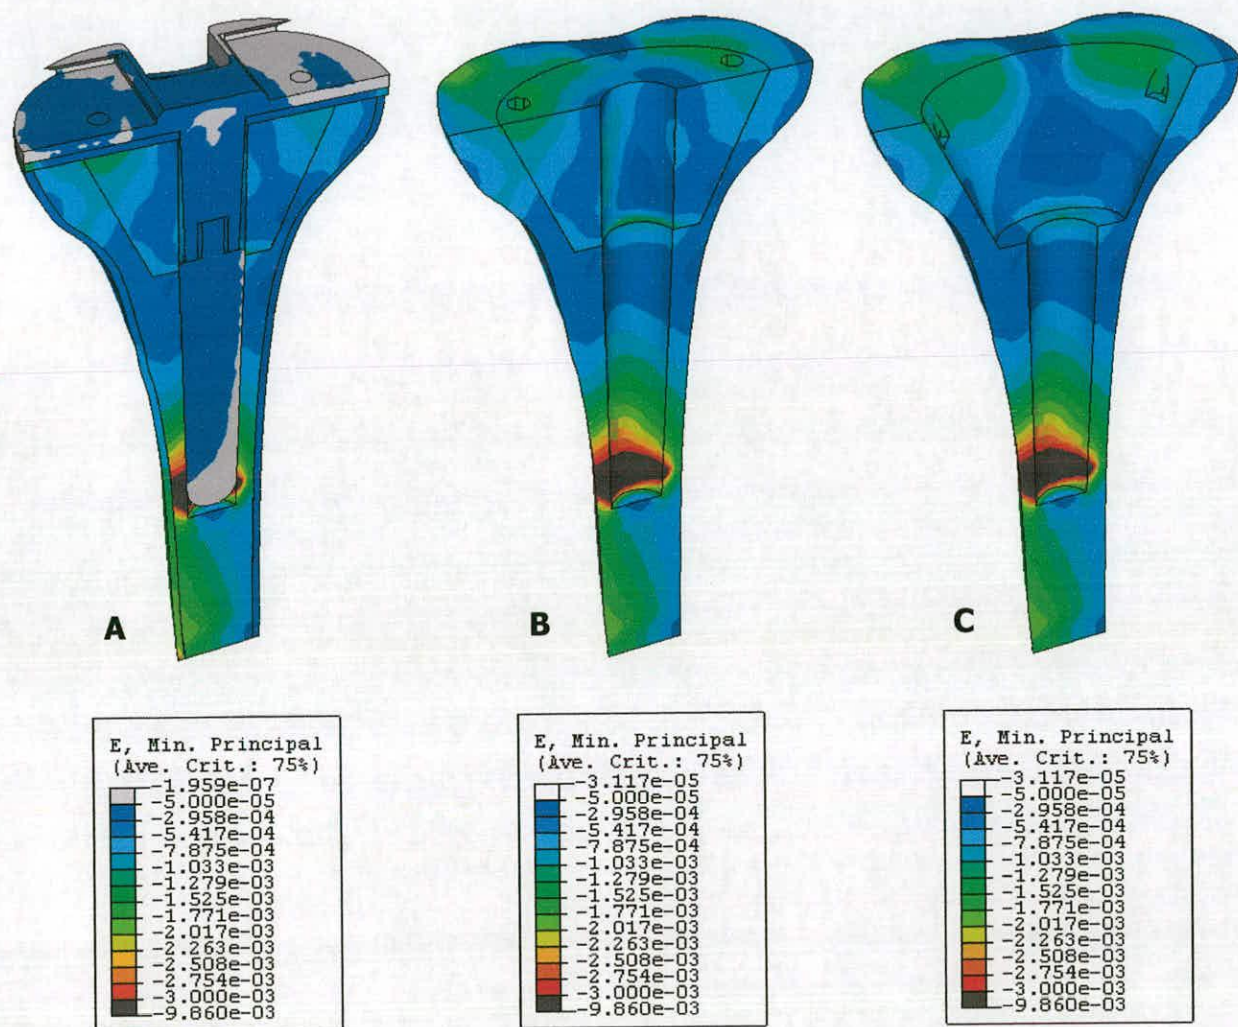 A
B
C
E, Min. Principal
(Ave. Crit.: 75%)
-1.959e-07
-5.000e-05
-2.958e-04
-5.417e-04
-7.875e-04
-1.033e-03
-1.279e-03
-1.525e-03
-1.771e-03
-2.017e-03
-2.263e-03
-2.508e-03
-2.754e-03
-3.000e-03
-9.860e-03
E, Min. Principal
(Ave. Crit.: 75%)
-3.117e-05
-5.000e-05
-2.958e-04
-5.417e-04
-7.875e-04
-1.033e-03
-1.279e-03
-1.525e-03
-1.771e-03
-2.017e-03
-2.263e-03
-2.508e-03
-2.754e-03
-3.000e-03
-9.860e-03
E, Min. Principal
(Ave. Crit.: 75%)
-3.117e-05
-5.000e-05
-2.958e-04
-5.417e-04
-7.875e-04
-1.033e-03
-1.279e-03
-1.525e-03
-1.771e-03
-2.017e-03
-2.263e-03
-2.508e-03
-2.754e-03
-3.000e-03
-9.860e-03